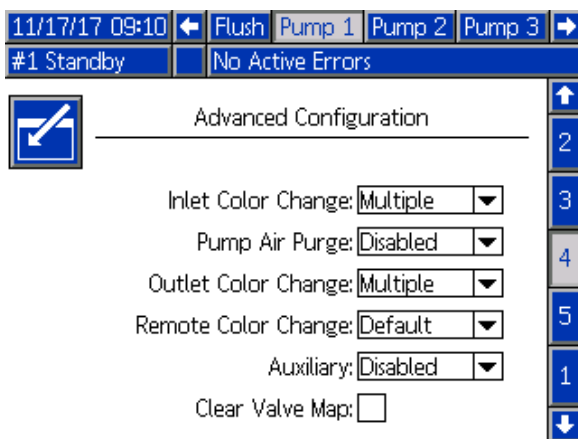 11/17/17 09:10 Flush Pump 1 Pump 2 Pump 3
#1 Standby No Active Errors
Advanced Configuration
2
Inlet Color Change: Multiple
3
Pump Air Purge: Disabled
4
Outlet Color Change: Multiple
Remote Color Change: Default
5
Auxiliary: Disabled
1
Clear Valve Map: